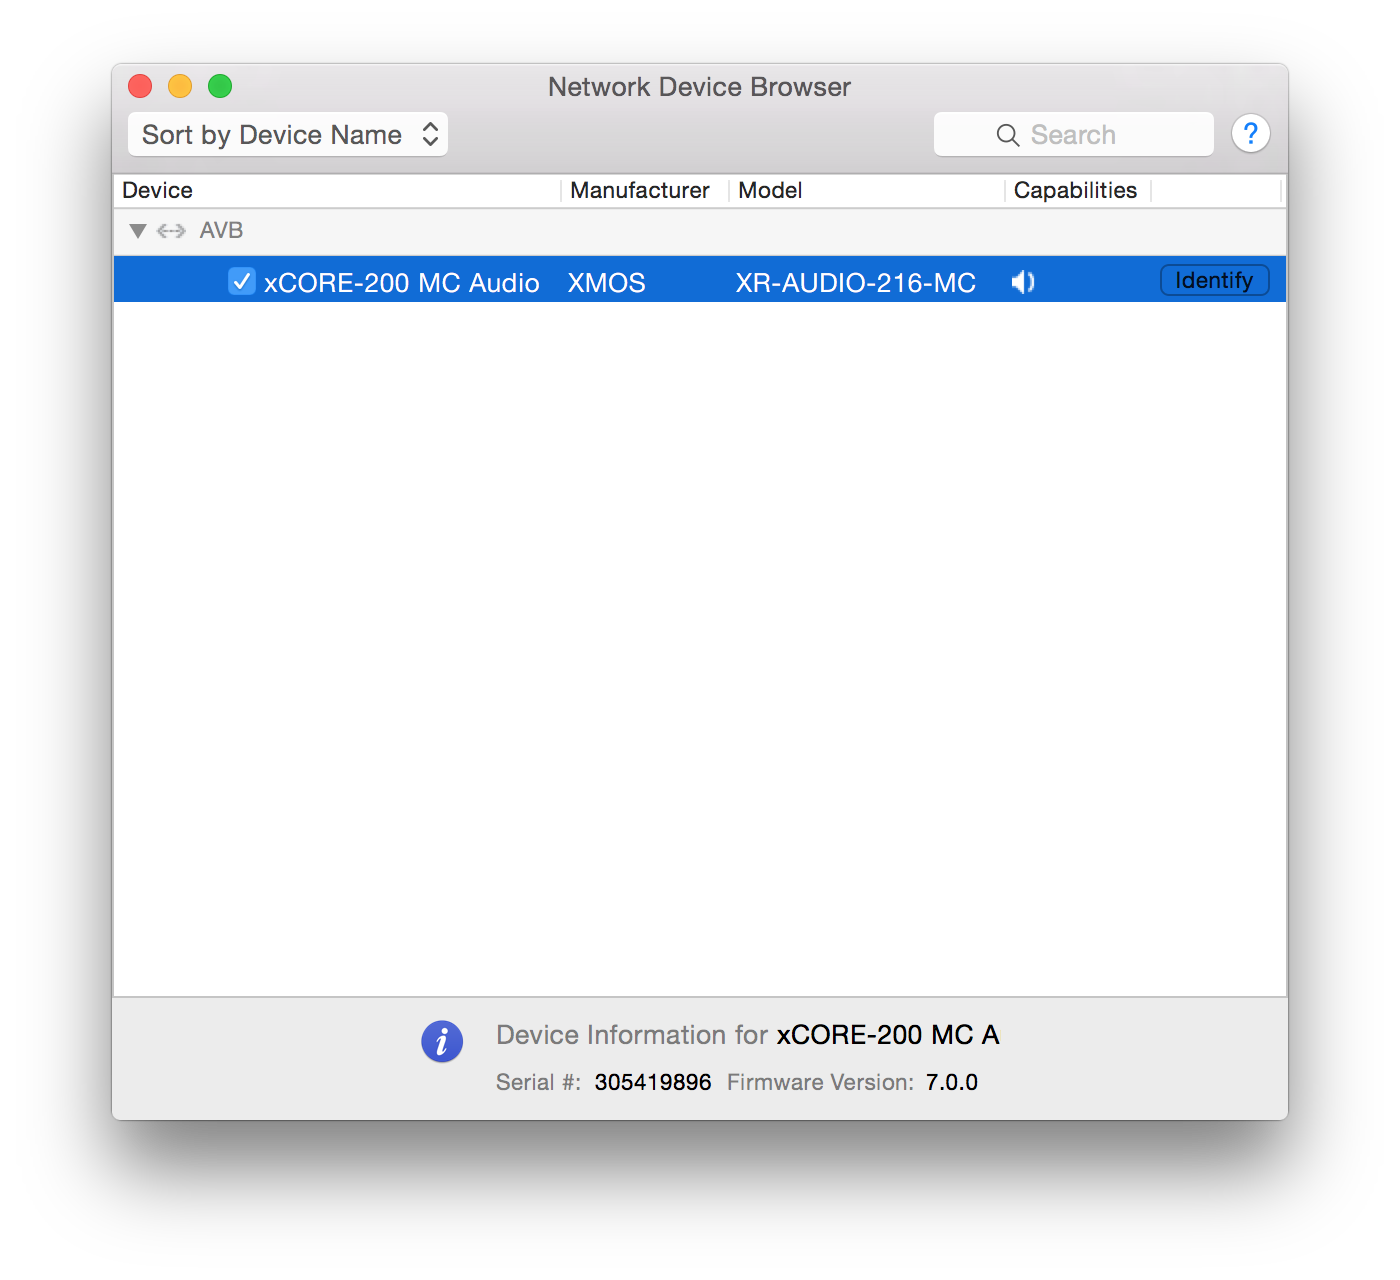 Network Device Browser
Sort by Device Name Search ?
Device Manufacturer Model Capabilities
AVB
xCORE-200 MC Audio XMOS XR-AUDIO-216-MC Identify
Device Information for xCORE-200 MC A
Serial #: 305419896 Firmware Version: 7.0.0